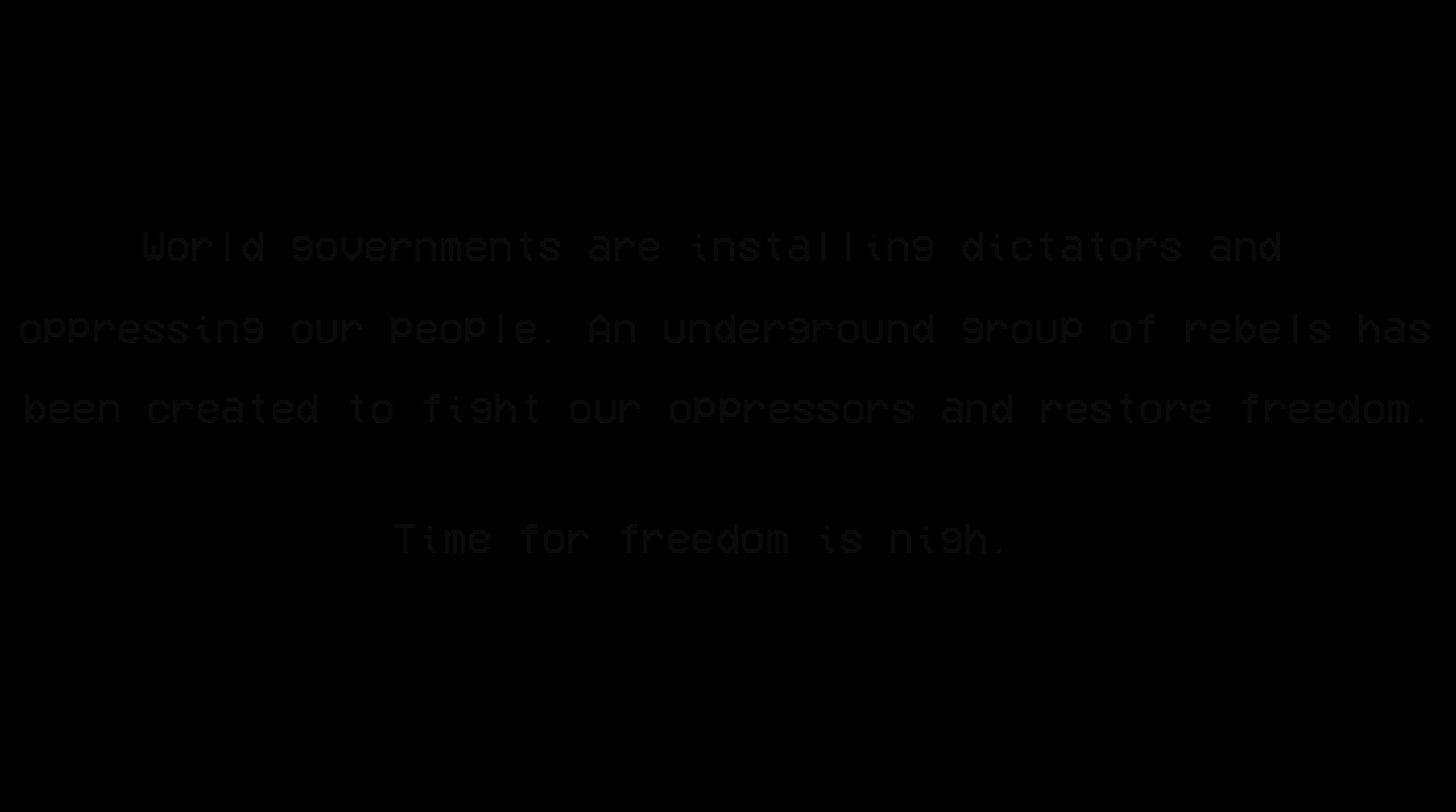 World governments are installing dictators and
oppressing our people. An underground group of rebels has
been created to fight our oppressors and restore freedom.
Time for freedom is nigh.